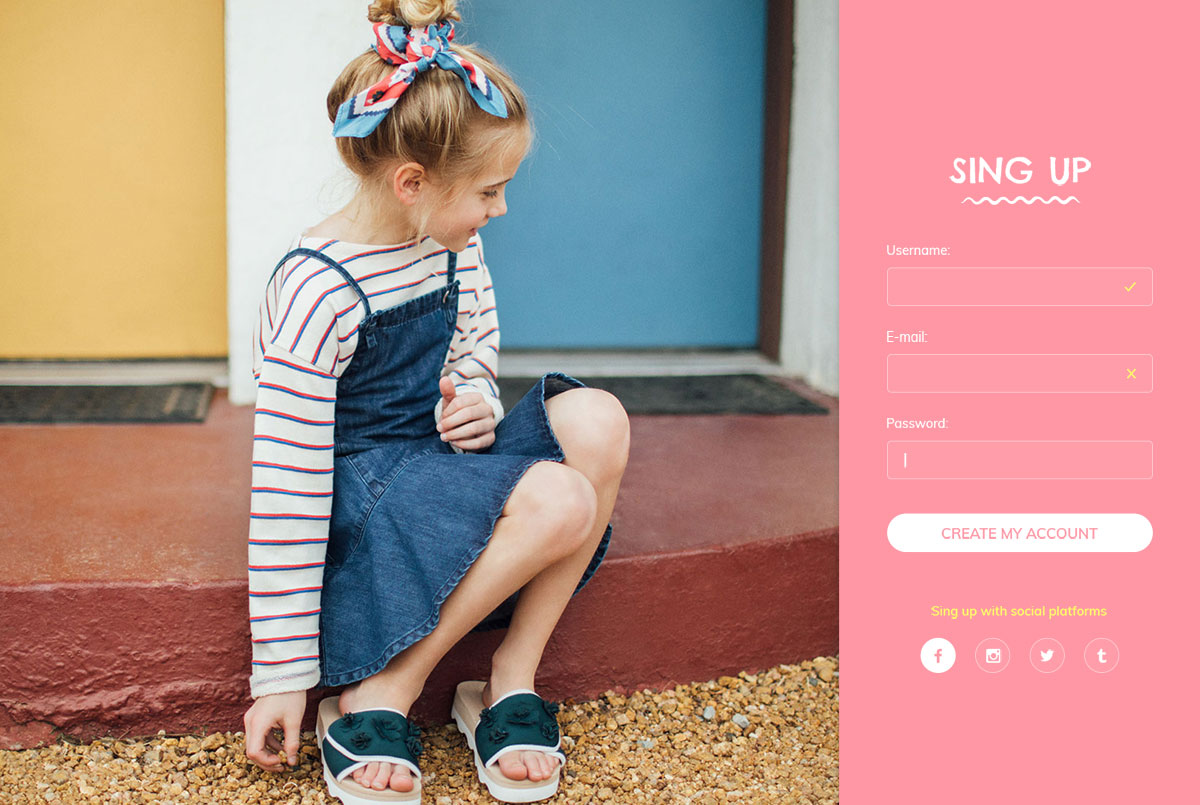 SING UP
Username:
E-mail:
Password:
CREATE MY ACCOUNT
Sing up with social platforms